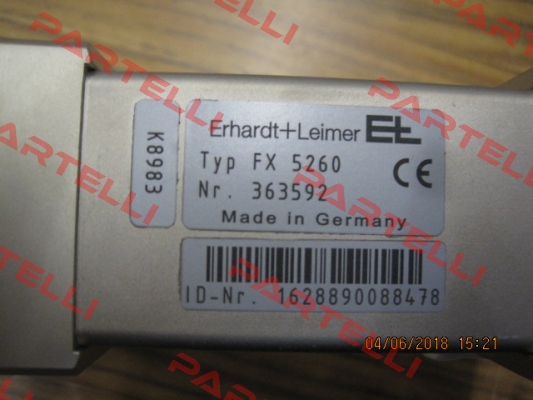 K8983
Erhardt+Leimer E+L
Typ FX 5260
Nr. 363592
CE
Made in Germany
ID-Nr. 1628890088478
04/06/2018 15:21
PARTELLI
PARTELLI
PARTELLI
PARTELLI
PARTELLI
PARTELLI